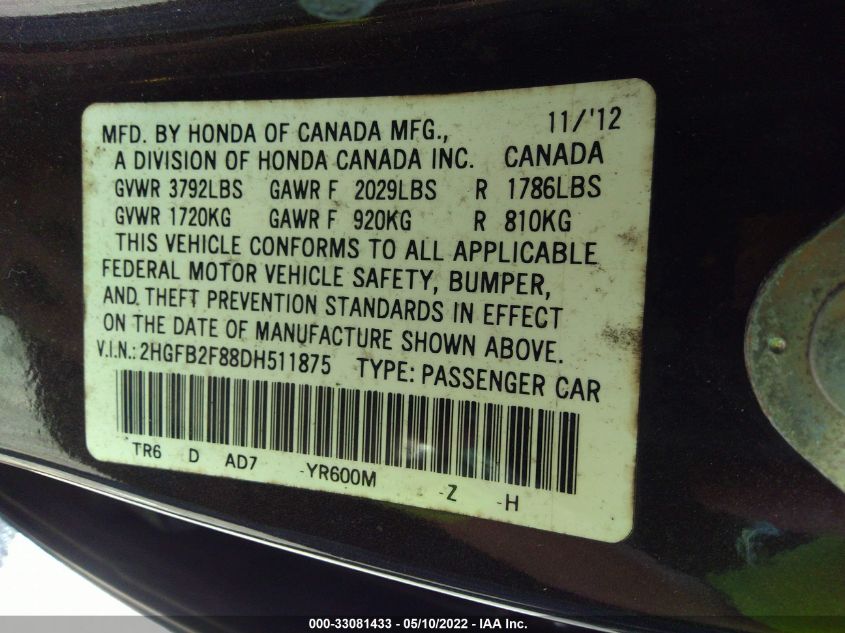 MFD. BY HONDA OF CANADA MFG., 11/'12
A DIVISION OF HONDA CANADA INC. CANADA
GVWR 3792LBS GAWR F 2029LBS R 1786LBS
GVWR 1720KG GAWR F 920KG R 810KG
THIS VEHICLE CONFORMS TO ALL APPLICABLE
FEDERAL MOTOR VEHICLE SAFETY, BUMPER,
AND THEFT PREVENTION STANDARDS IN EFFECT
ON THE DATE OF MANUFACTURE SHOWN ABOVE.
V.I.N.: 2HGFB2F88DH511875 TYPE: PASSENGER CAR
TR6 D AD7 -YR600M -Z -H
000-33081433 - 05/10/2022 - IAA Inc.